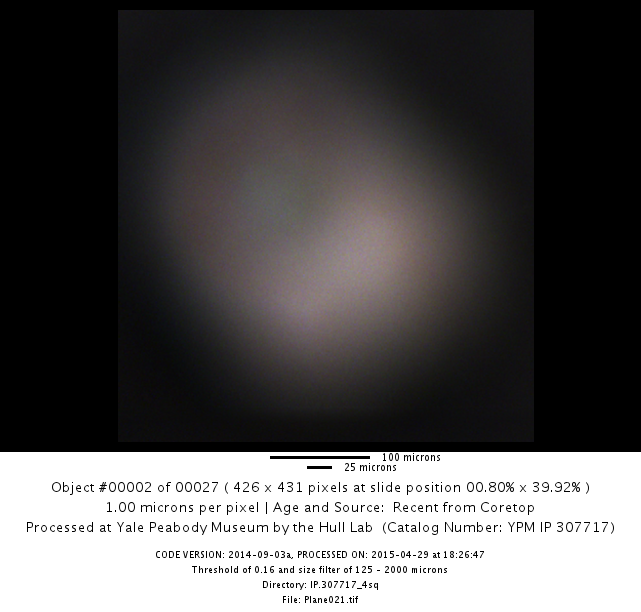 100 microns
25 microns
Object #00002 of 00027 ( 426 x 431 pixels at slide position 00.80% x 39.92% )
1.00 microns per pixel | Age and Source:  Recent from Coretop
Processed at Yale Peabody Museum by the Hull Lab  (Catalog Number: YPM IP 307717)
CODE VERSION: 2014-09-03a, PROCESSED ON: 2015-04-29 at 18:26:47
Threshold of 0.16 and size filter of 125 - 2000 microns
Directory: IP.307717_4sq
File: Plane021.tif